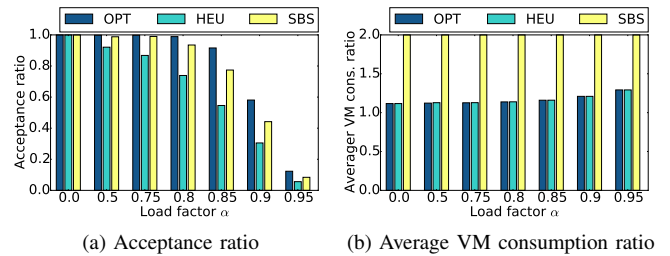 OPT HEU SBS
1.0
0.8
0.6
0.4
0.2
0.0
Acceptance ratio
0.0 0.5 0.75 0.8 0.85 0.9 0.95
Load factor α
(a) Acceptance ratio
OPT HEU SBS
2.0
1.5
1.0
0.5
0.0
Averager VM cons. ratio
0.0 0.5 0.75 0.8 0.85 0.9 0.95
Load factor α
(b) Average VM consumption ratio